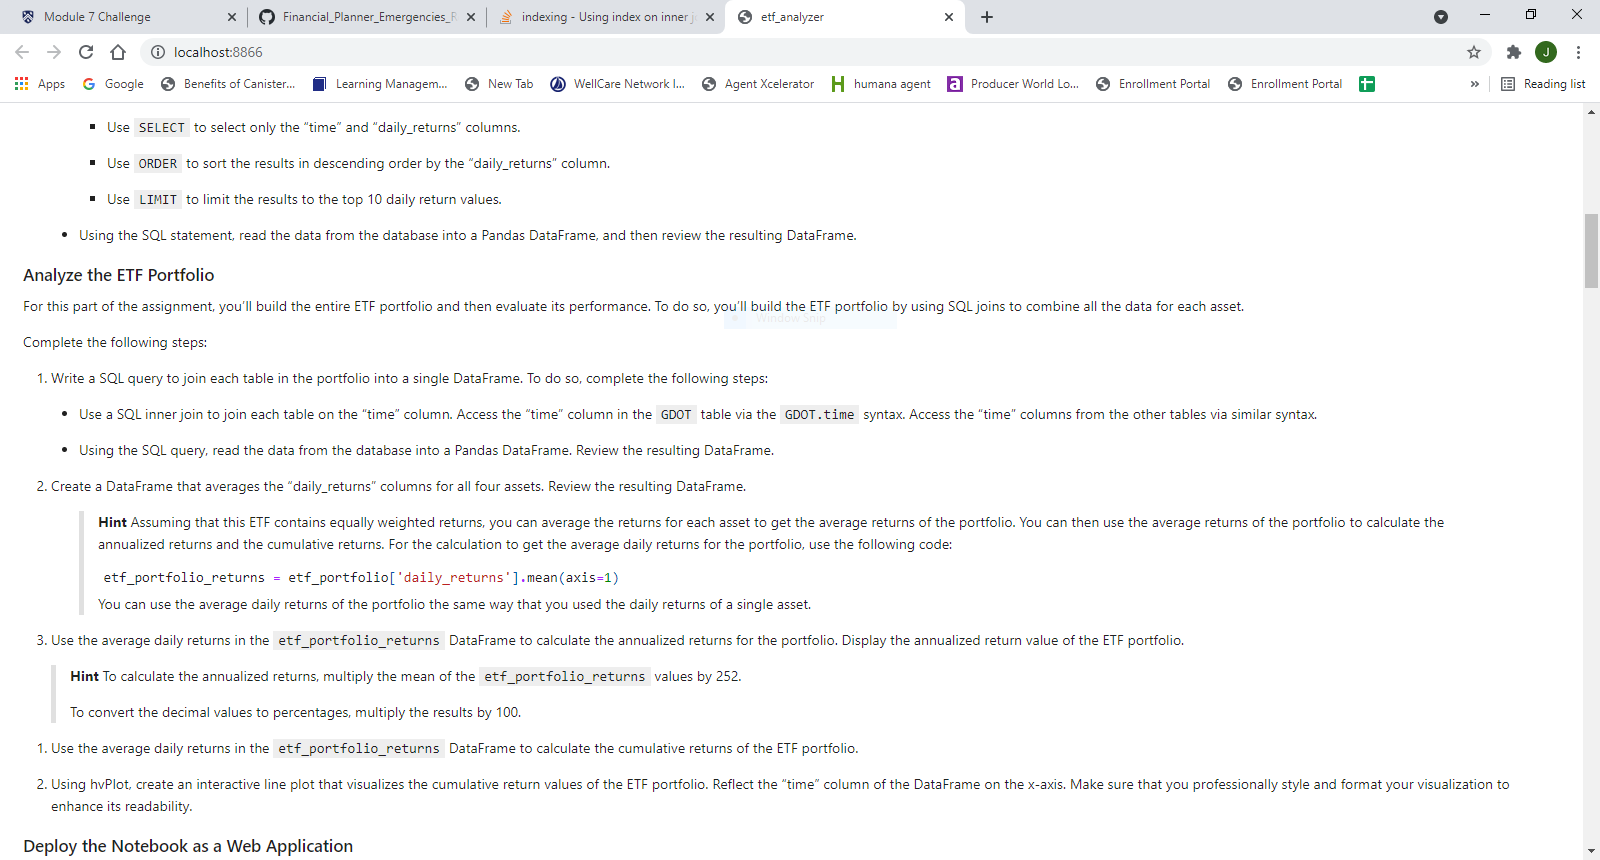 Module 7 Challenge
Financial_Planner_Emergencies_R
indexing - Using index on inner j
etf_analyzer
localhost:8866
J
Apps
Google
Benefits of Canister...
Learning Managem...
New Tab
WellCare Network I...
Agent Xcelerator
humana agent
Producer World Lo...
Enrollment Portal
Enrollment Portal
»
Reading list
▪ Use SELECT to select only the “time” and “daily_returns” columns.
▪ Use ORDER to sort the results in descending order by the “daily_returns” column.
▪ Use LIMIT to limit the results to the top 10 daily return values.
• Using the SQL statement, read the data from the database into a Pandas DataFrame, and then review the resulting DataFrame.
Analyze the ETF Portfolio
For this part of the assignment, you’ll build the entire ETF portfolio and then evaluate its performance. To do so, you’ll build the ETF portfolio by using SQL joins to combine all the data for each asset.
Window Snip
Complete the following steps:
1. Write a SQL query to join each table in the portfolio into a single DataFrame. To do so, complete the following steps:
• Use a SQL inner join to join each table on the “time” column. Access the “time” column in the GDOT table via the GDOT.time syntax. Access the “time” columns from the other tables via similar syntax.
• Using the SQL query, read the data from the database into a Pandas DataFrame. Review the resulting DataFrame.
2. Create a DataFrame that averages the “daily_returns” columns for all four assets. Review the resulting DataFrame.
Hint Assuming that this ETF contains equally weighted returns, you can average the returns for each asset to get the average returns of the portfolio. You can then use the average returns of the portfolio to calculate the
annualized returns and the cumulative returns. For the calculation to get the average daily returns for the portfolio, use the following code:
etf_portfolio_returns = etf_portfolio['daily_returns'].mean(axis=1)
You can use the average daily returns of the portfolio the same way that you used the daily returns of a single asset.
3. Use the average daily returns in the etf_portfolio_returns DataFrame to calculate the annualized returns for the portfolio. Display the annualized return value of the ETF portfolio.
Hint To calculate the annualized returns, multiply the mean of the etf_portfolio_returns values by 252.
To convert the decimal values to percentages, multiply the results by 100.
1. Use the average daily returns in the etf_portfolio_returns DataFrame to calculate the cumulative returns of the ETF portfolio.
2. Using hvPlot, create an interactive line plot that visualizes the cumulative return values of the ETF portfolio. Reflect the “time” column of the DataFrame on the x-axis. Make sure that you professionally style and format your visualization to
enhance its readability.
Deploy the Notebook as a Web Application